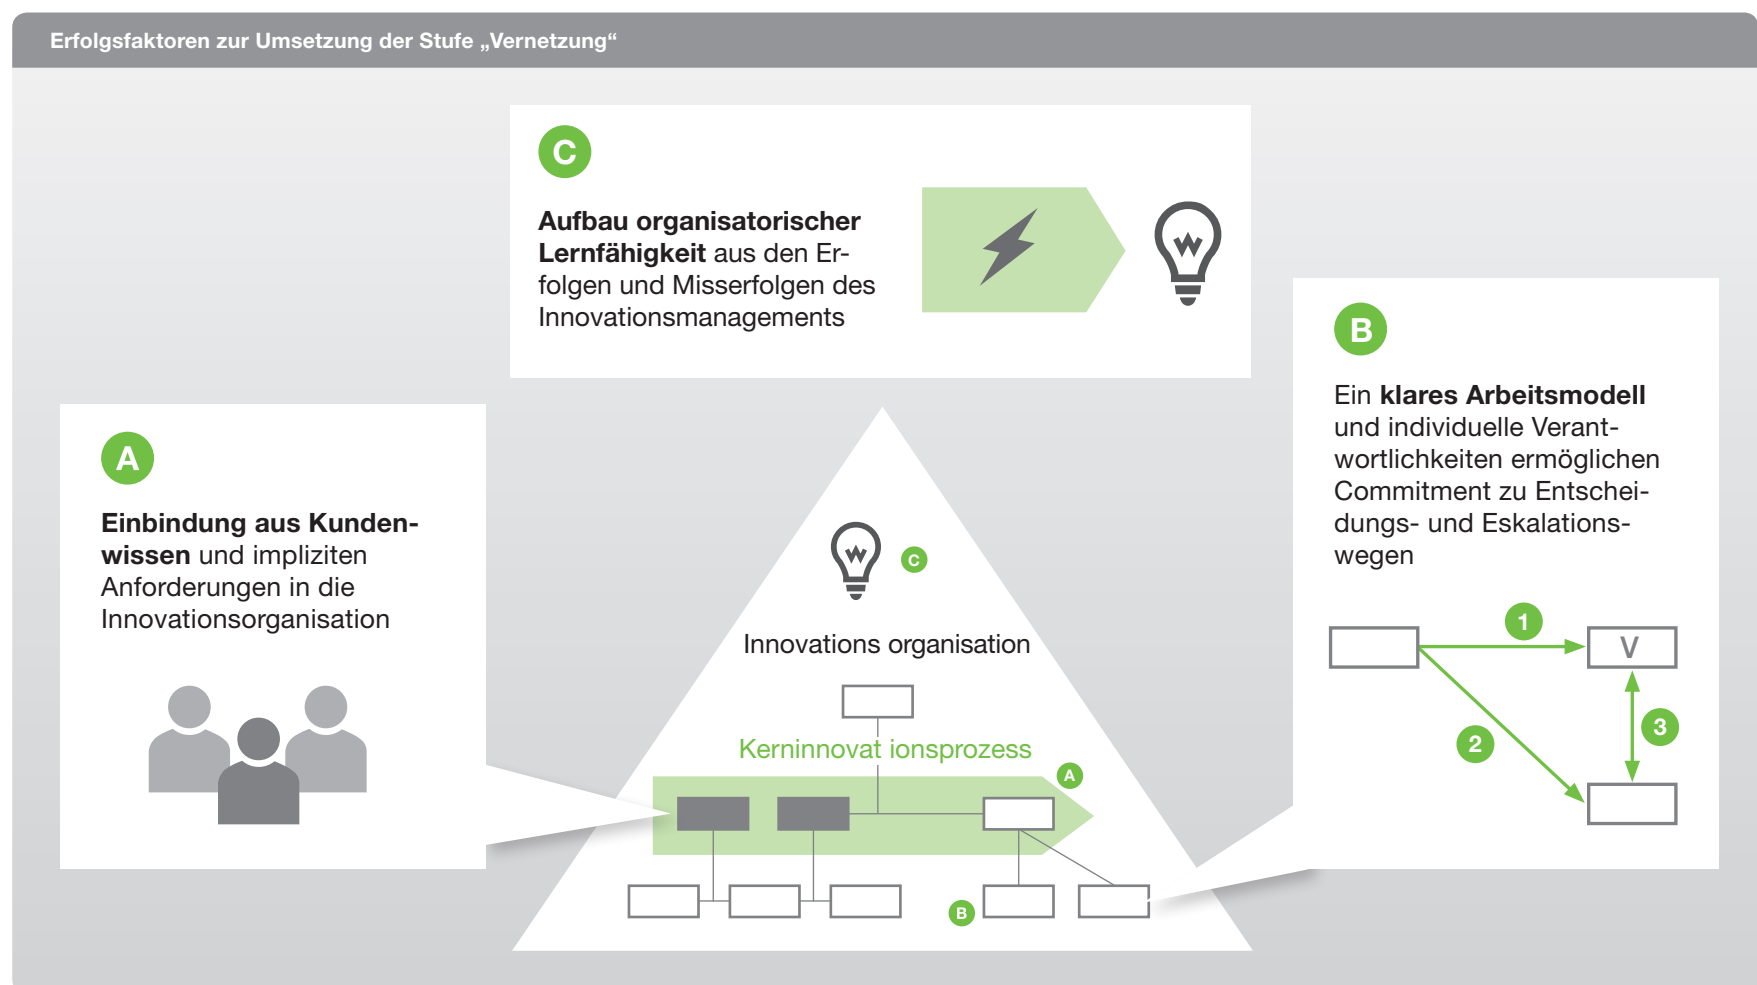 Erfolgsfaktoren zur Umsetzung der Stufe „Vernetzung“
C
Aufbau organisatorischer
Lernfähigkeit aus den Er-
folgen und Misserfolgen des
Innovationsmanagements
B
Ein klares Arbeitsmodell
und individuelle Verant-
wortlichkeiten ermöglichen
Commitment zu Entschei-
dungs- und Eskalations-
wegen
1
V
2
3
A
Einbindung aus Kunden-
wissen und impliziten
Anforderungen in die
Innovationsorganisation
C
Innovations organisation
Kerninnovat ionsprozess
A
B